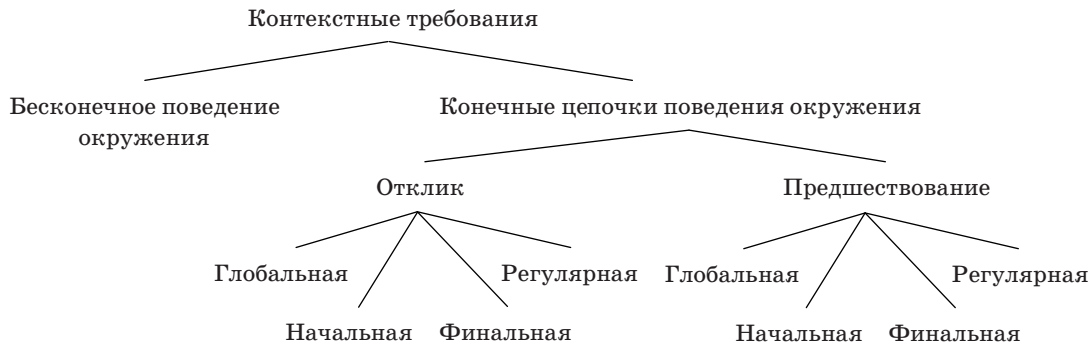 Контекстные требования
Бесконечное поведение
окружения
Конечные цепочки поведения окружения
Отклик
Предшествование
Глобальная
Регулярная
Глобальная
Регулярная
Начальная
Финальная
Начальная
Финальная